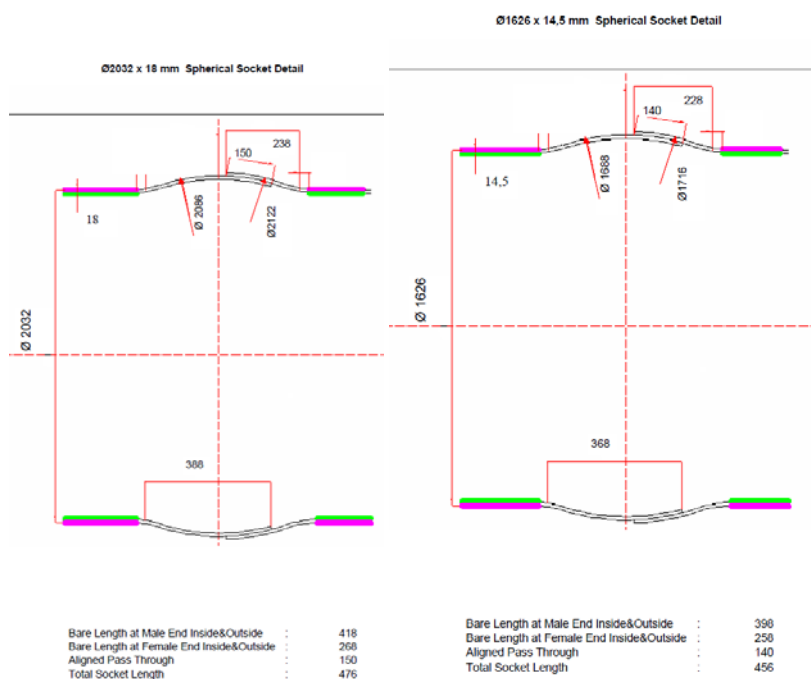 Ø2032 x 18 mm Spherical Socket Detail
238
150
18
Ø 2086
Ø2122
Ø 2032
388
Bare Length at Male End Inside&Outside : 418
Bare Length at Female End Inside&Outside : 268
Aligned Pass Through : 150
Total Socket Length : 476
Ø1626 x 14,5 mm Spherical Socket Detail
228
140
14,5
Ø 1688
Ø1716
Ø 1626
368
Bare Length at Male End Inside&Outside : 398
Bare Length at Female End Inside&Outside : 258
Aligned Pass Through : 140
Total Socket Length : 456